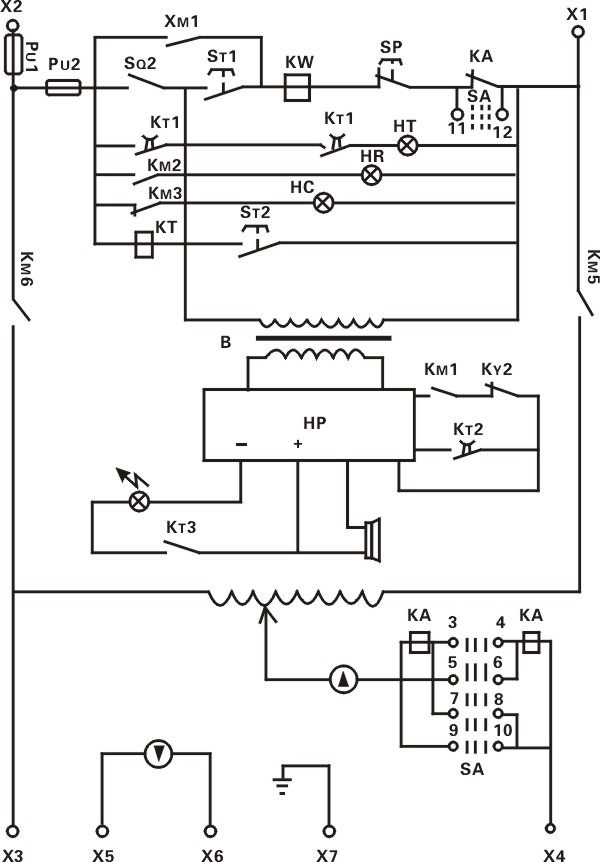 X2
X1
XM1
PU1
PU2
SQ2
ST1
KW
SP
KA
SA
11
12
KT1
KT1
HT
KM2
HR
KM3
HC
KT
ST2
KM6
KM5
B
KM1
KY2
HP
KT2
– +
KT3
KA
3
4
KA
5
6
7
8
9
10
SA
X3
X5
X6
X7
X4